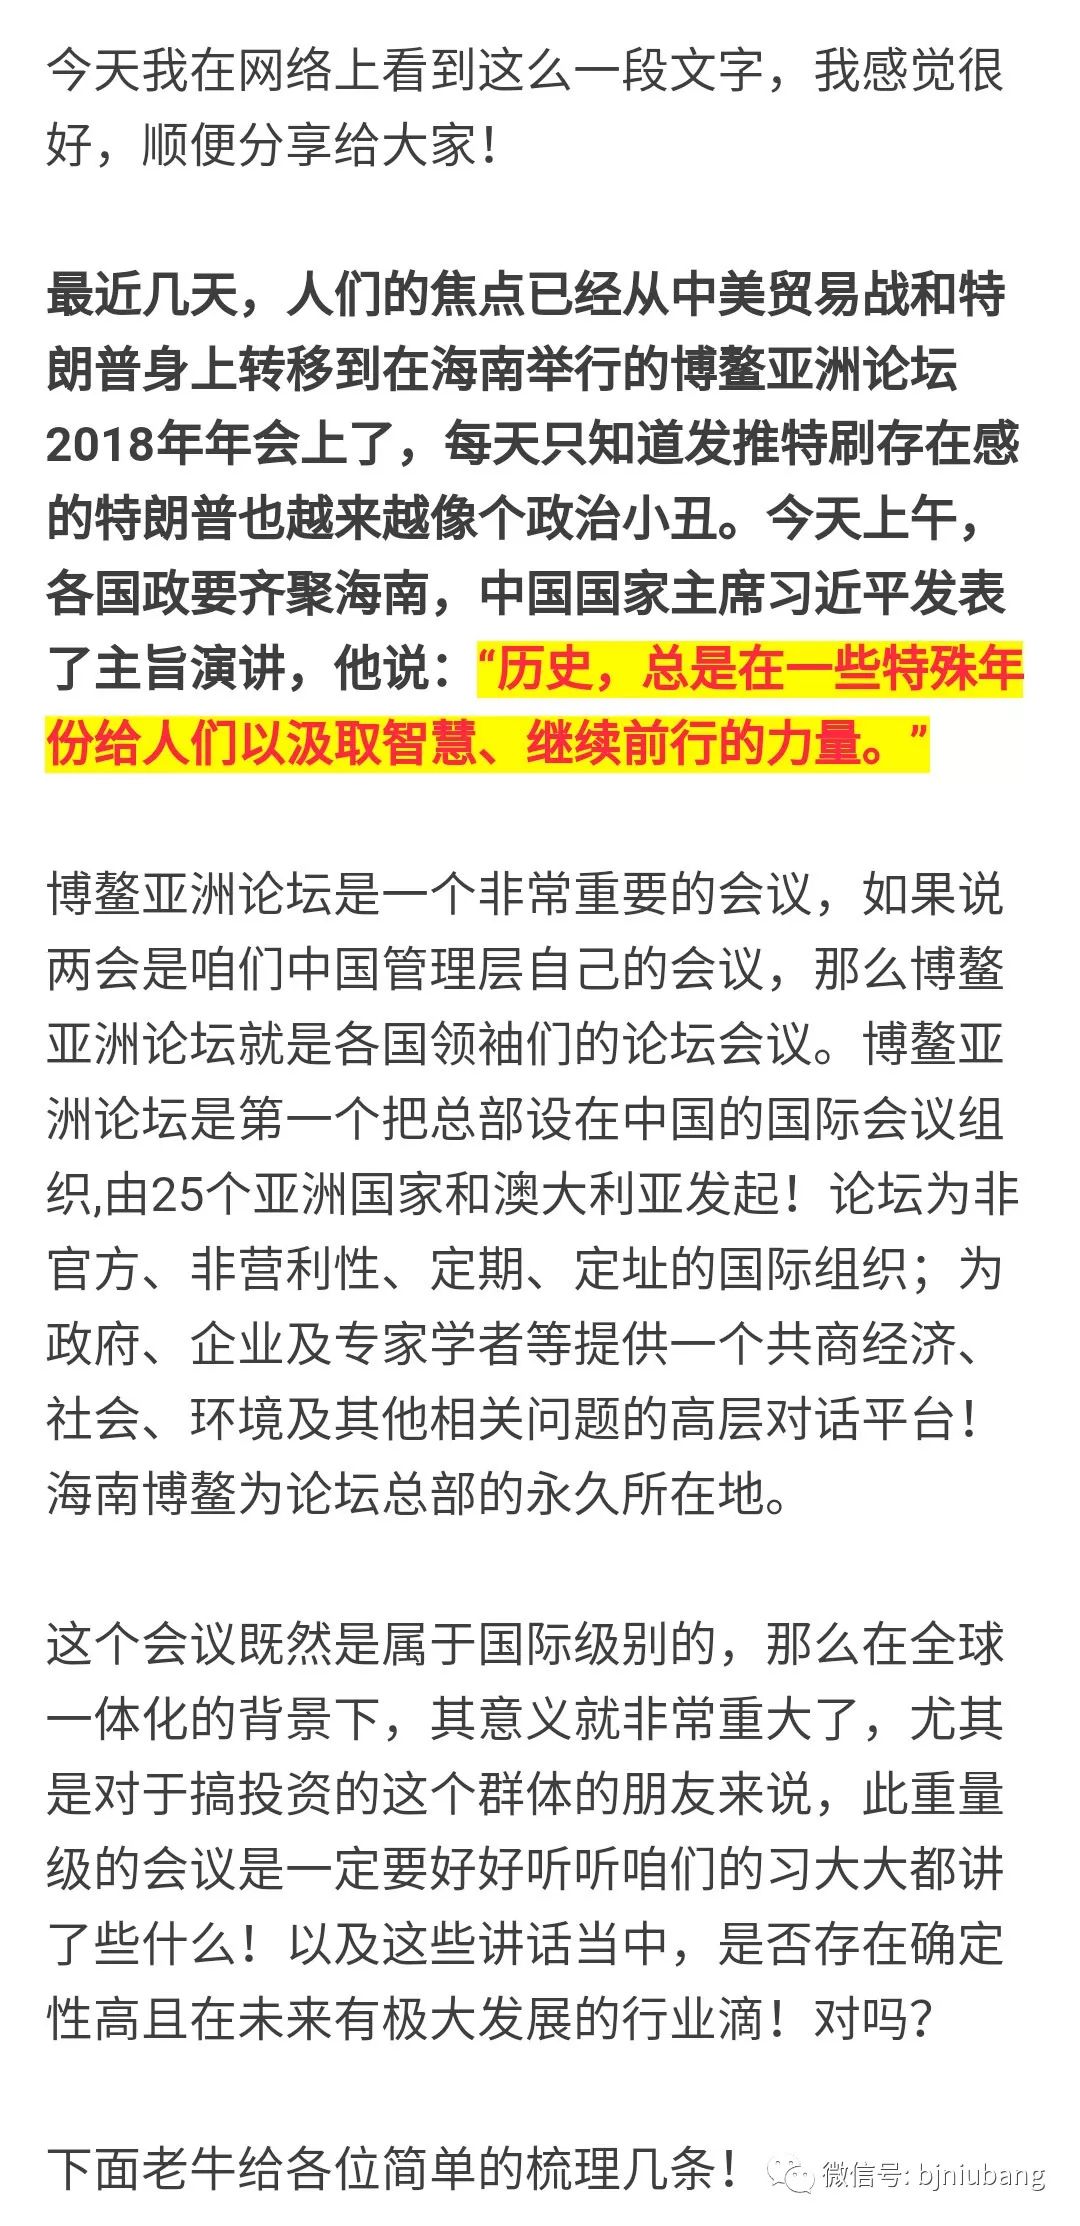 今天我在网络上看到这么一段文字，我感觉很
好，顺便分享给大家！
最近几天，人们的焦点已经从中美贸易战和特
朗普身上转移到在海南举行的博鳌亚洲论坛
2018年年会上了，每天只知道发推特刷存在感
的特朗普也越来越像个政治小丑。今天上午，
各国政要齐聚海南，中国国家主席习近平发表
了主旨演讲，他说：“历史，总是在一些特殊年
份给人们以汲取智慧、继续前行的力量。”
博鳌亚洲论坛是一个非常重要的会议，如果说
两会是咱们中国管理层自己的会议，那么博鳌
亚洲论坛就是各国领袖们的论坛会议。博鳌亚
洲论坛是第一个把总部设在中国的国际会议组
织,由25个亚洲国家和澳大利亚发起！论坛为非
官方、非营利性、定期、定址的国际组织；为
政府、企业及专家学者等提供一个共商经济、
社会、环境及其他相关问题的高层对话平台！
海南博鳌为论坛总部的永久所在地。
这个会议既然是属于国际级别的，那么在全球
一体化的背景下，其意义就非常重大了，尤其
是对于搞投资的这个群体的朋友来说，此重量
级的会议是一定要好好听听咱们的习大大都讲
了些什么！以及这些讲话当中，是否存在确定
性高且在未来有极大发展的行业滴！对吗？
下面老牛给各位简单的梳理几条！
微信号: bjniubang